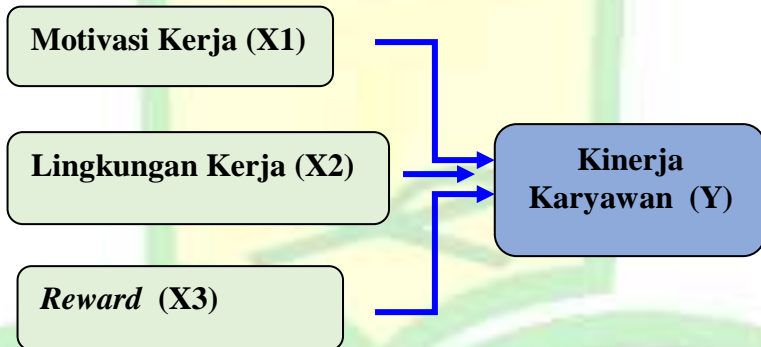 Motivasi Kerja (X1)
Lingkungan Kerja (X2)
Kinerja
Karyawan (Y)
Reward (X3)